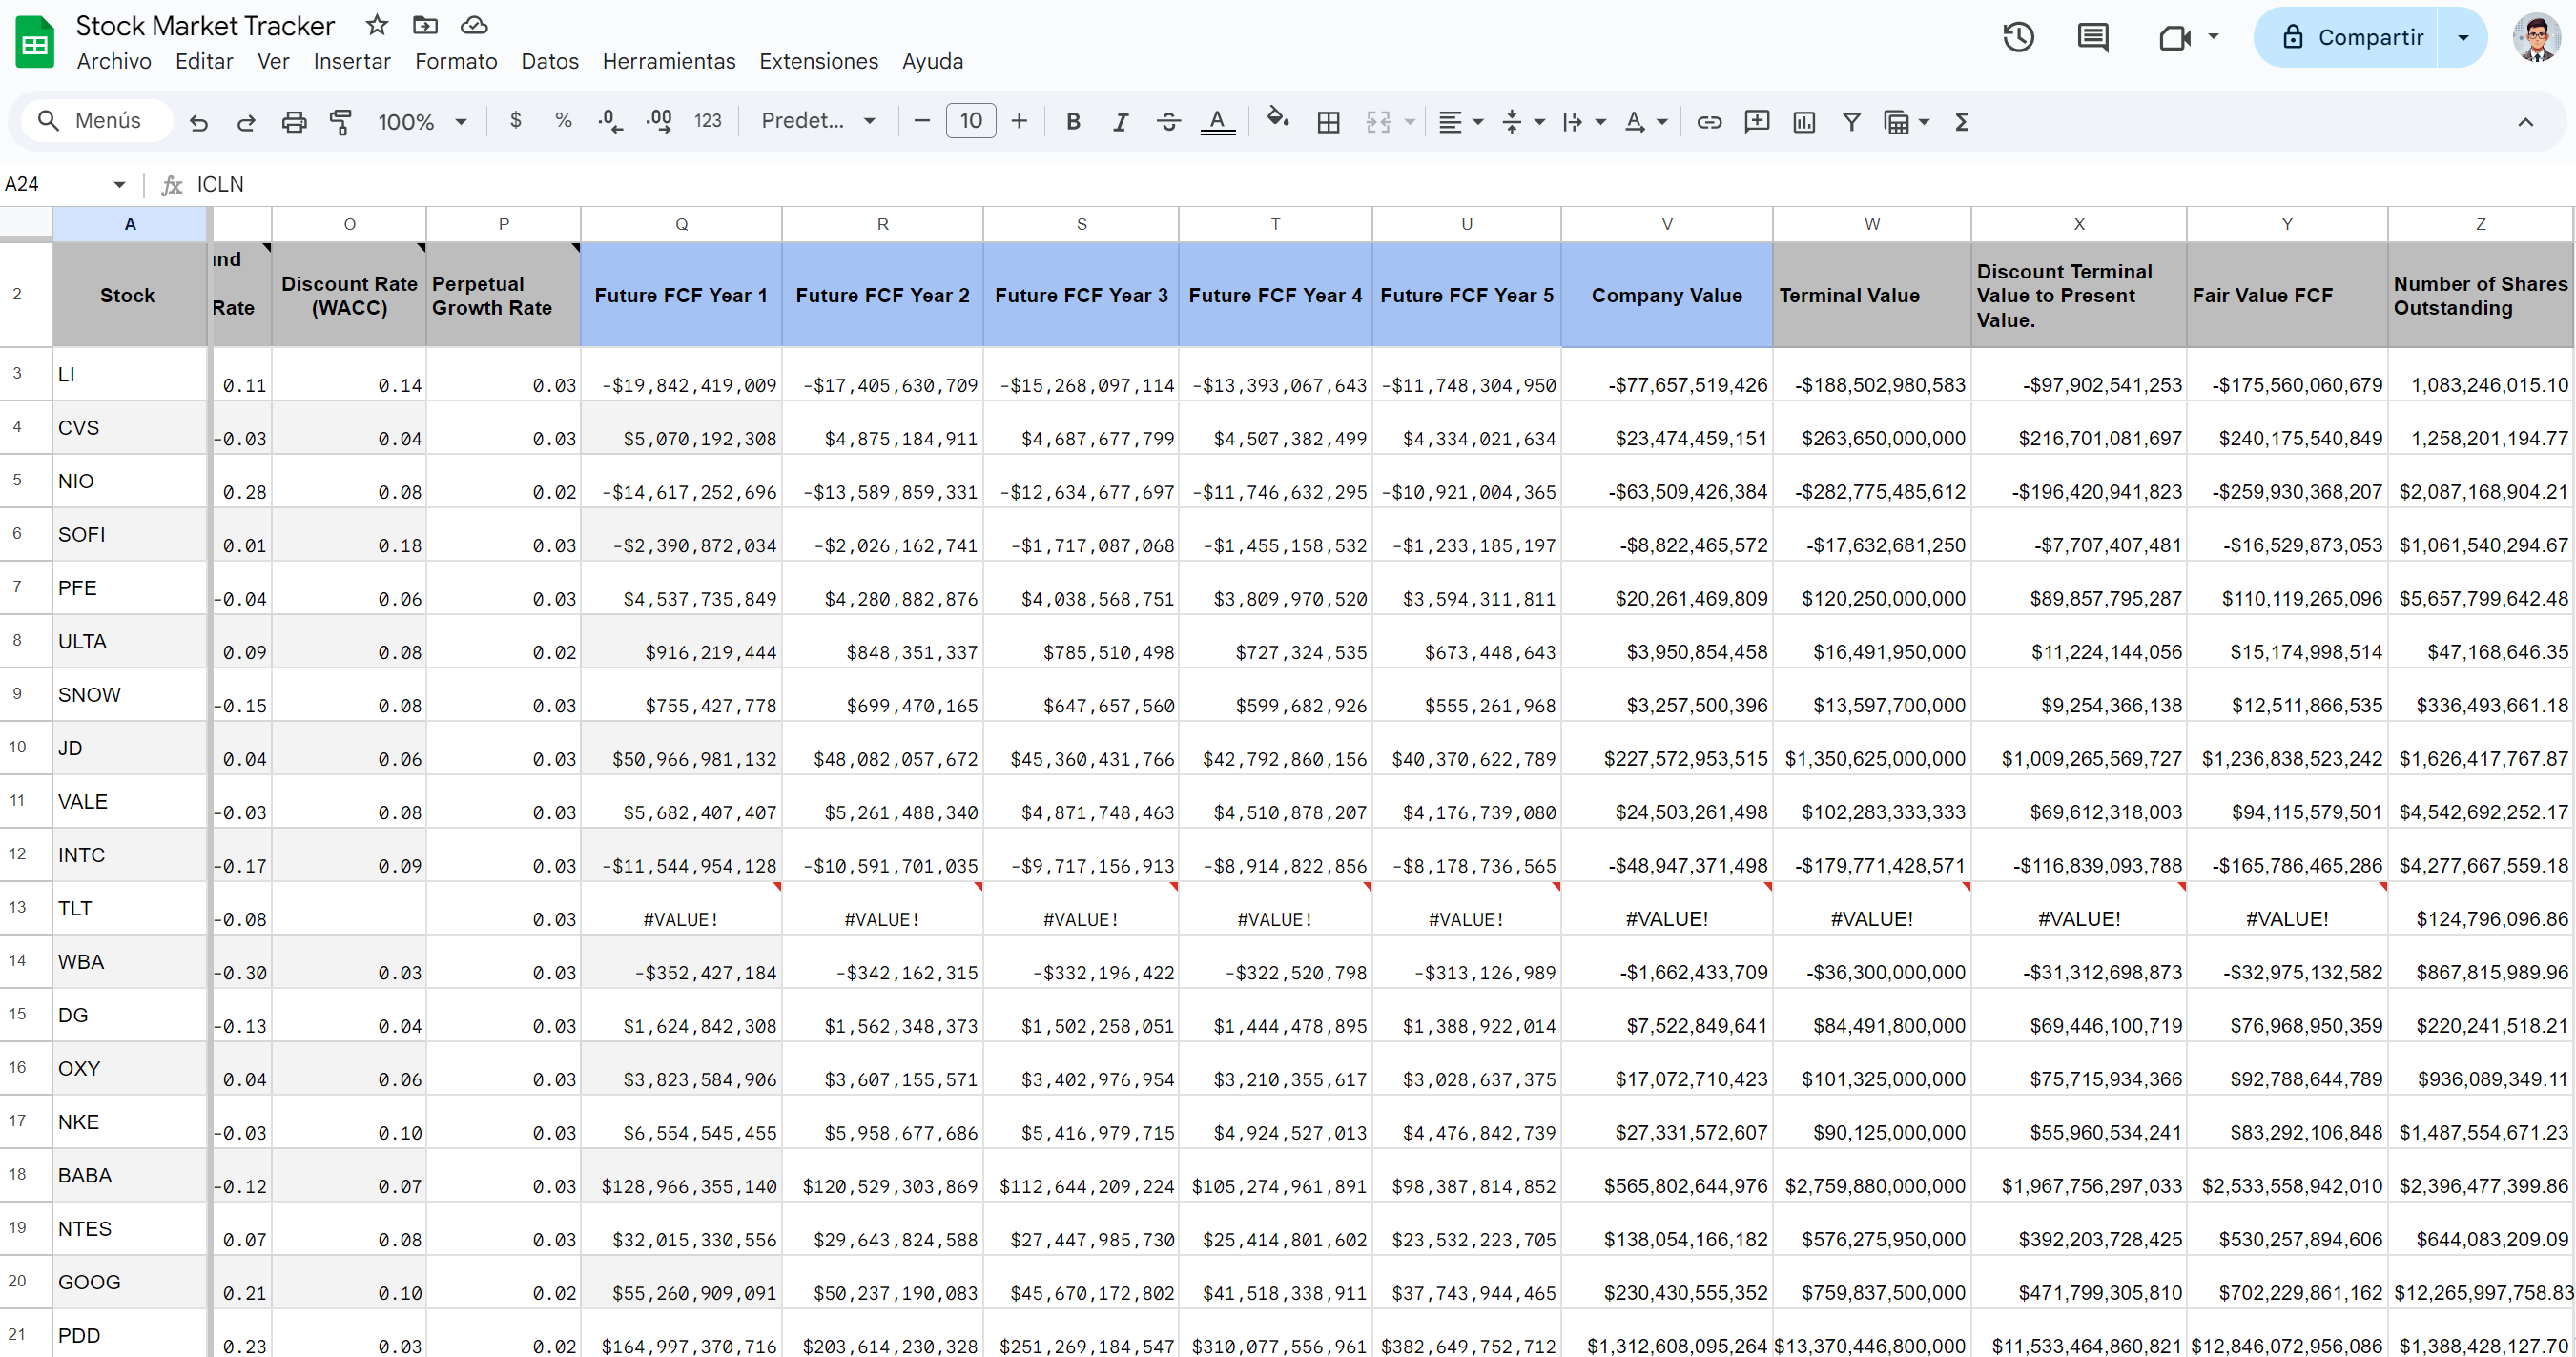 Stock Market Tracker
Archivo Editar Ver Insertar Formato Datos Herramientas Extensiones Ayuda
Compartir
Menús 100% $ % .0 .00 123 Predet... − 10 + B I S A
A24 fx ICLN
A O P Q R S T U V W X Y Z
2 Stock und Rate Discount Rate (WACC) Perpetual Growth Rate Future FCF Year 1 Future FCF Year 2 Future FCF Year 3 Future FCF Year 4 Future FCF Year 5 Company Value Terminal Value Discount Terminal Value to Present Value. Fair Value FCF Number of Shares Outstanding
3 LI 0.11 0.14 0.03 -$19,842,419,009 -$17,405,630,709 -$15,268,097,114 -$13,393,067,643 -$11,748,304,950 -$77,657,519,426 -$188,502,980,583 -$97,902,541,253 -$175,560,060,679 1,083,246,015.10
4 CVS -0.03 0.04 0.03 $5,070,192,308 $4,875,184,911 $4,687,677,799 $4,507,382,499 $4,334,021,634 $23,474,459,151 $263,650,000,000 $216,701,081,697 $240,175,540,849 1,258,201,194.77
5 NIO 0.28 0.08 0.02 -$14,617,252,696 -$13,589,859,331 -$12,634,677,697 -$11,746,632,295 -$10,921,004,365 -$63,509,426,384 -$282,775,485,612 -$196,420,941,823 -$259,930,368,207 $2,087,168,904.21
6 SOFI 0.01 0.18 0.03 -$2,390,872,034 -$2,026,162,741 -$1,717,087,068 -$1,455,158,532 -$1,233,185,197 -$8,822,465,572 -$17,632,681,250 -$7,707,407,481 -$16,529,873,053 $1,061,540,294.67
7 PFE -0.04 0.06 0.03 $4,537,735,849 $4,280,882,876 $4,038,568,751 $3,809,970,520 $3,594,311,811 $20,261,469,809 $120,250,000,000 $89,857,795,287 $110,119,265,096 $5,657,799,642.48
8 ULTA 0.09 0.08 0.02 $916,219,444 $848,351,337 $785,510,498 $727,324,535 $673,448,643 $3,950,854,458 $16,491,950,000 $11,224,144,056 $15,174,998,514 $47,168,646.35
9 SNOW -0.15 0.08 0.03 $755,427,778 $699,470,165 $647,657,560 $599,682,926 $555,261,968 $3,257,500,396 $13,597,700,000 $9,254,366,138 $12,511,866,535 $336,493,661.18
10 JD 0.04 0.06 0.03 $50,966,981,132 $48,082,057,672 $45,360,431,766 $42,792,860,156 $40,370,622,789 $227,572,953,515 $1,350,625,000,000 $1,009,265,569,727 $1,236,838,523,242 $1,626,417,767.87
11 VALE -0.03 0.08 0.03 $5,682,407,407 $5,261,488,340 $4,871,748,463 $4,510,878,207 $4,176,739,080 $24,503,261,498 $102,283,333,333 $69,612,318,003 $94,115,579,501 $4,542,692,252.17
12 INTC -0.17 0.09 0.03 -$11,544,954,128 -$10,591,701,035 -$9,717,156,913 -$8,914,822,856 -$8,178,736,565 -$48,947,371,498 -$179,771,428,571 -$116,839,093,788 -$165,786,465,286 $4,277,667,559.18
13 TLT -0.08 0.03 #VALUE! #VALUE! #VALUE! #VALUE! #VALUE! #VALUE! #VALUE! #VALUE! #VALUE! $124,796,096.86
14 WBA -0.30 0.03 0.03 -$352,427,184 -$342,162,315 -$332,196,422 -$322,520,798 -$313,126,989 -$1,662,433,709 -$36,300,000,000 -$31,312,698,873 -$32,975,132,582 $867,815,989.96
15 DG -0.13 0.04 0.03 $1,624,842,308 $1,562,348,373 $1,502,258,051 $1,444,478,895 $1,388,922,014 $7,522,849,641 $84,491,800,000 $69,446,100,719 $76,968,950,359 $220,241,518.21
16 OXY 0.04 0.06 0.03 $3,823,584,906 $3,607,155,571 $3,402,976,954 $3,210,355,617 $3,028,637,375 $17,072,710,423 $101,325,000,000 $75,715,934,366 $92,788,644,789 $936,089,349.11
17 NKE -0.03 0.10 0.03 $6,554,545,455 $5,958,677,686 $5,416,979,715 $4,924,527,013 $4,476,842,739 $27,331,572,607 $90,125,000,000 $55,960,534,241 $83,292,106,848 $1,487,554,671.23
18 BABA -0.12 0.07 0.03 $128,966,355,140 $120,529,303,869 $112,644,209,224 $105,274,961,891 $98,387,814,852 $565,802,644,976 $2,759,880,000,000 $1,967,756,297,033 $2,533,558,942,010 $2,396,477,399.86
19 NTES 0.07 0.08 0.03 $32,015,330,556 $29,643,824,588 $27,447,985,730 $25,414,801,602 $23,532,223,705 $138,054,166,182 $576,275,950,000 $392,203,728,425 $530,257,894,606 $644,083,209.09
20 GOOG 0.21 0.10 0.02 $55,260,909,091 $50,237,190,083 $45,670,172,802 $41,518,338,911 $37,743,944,465 $230,430,555,352 $759,837,500,000 $471,799,305,810 $702,229,861,162 $12,265,997,758.83
21 PDD 0.23 0.03 0.02 $164,997,370,716 $203,614,230,328 $251,269,184,547 $310,077,556,961 $382,649,752,712 $1,312,608,095,264 $13,370,446,800,000 $11,533,464,860,821 $12,846,072,956,086 $1,388,428,127.70